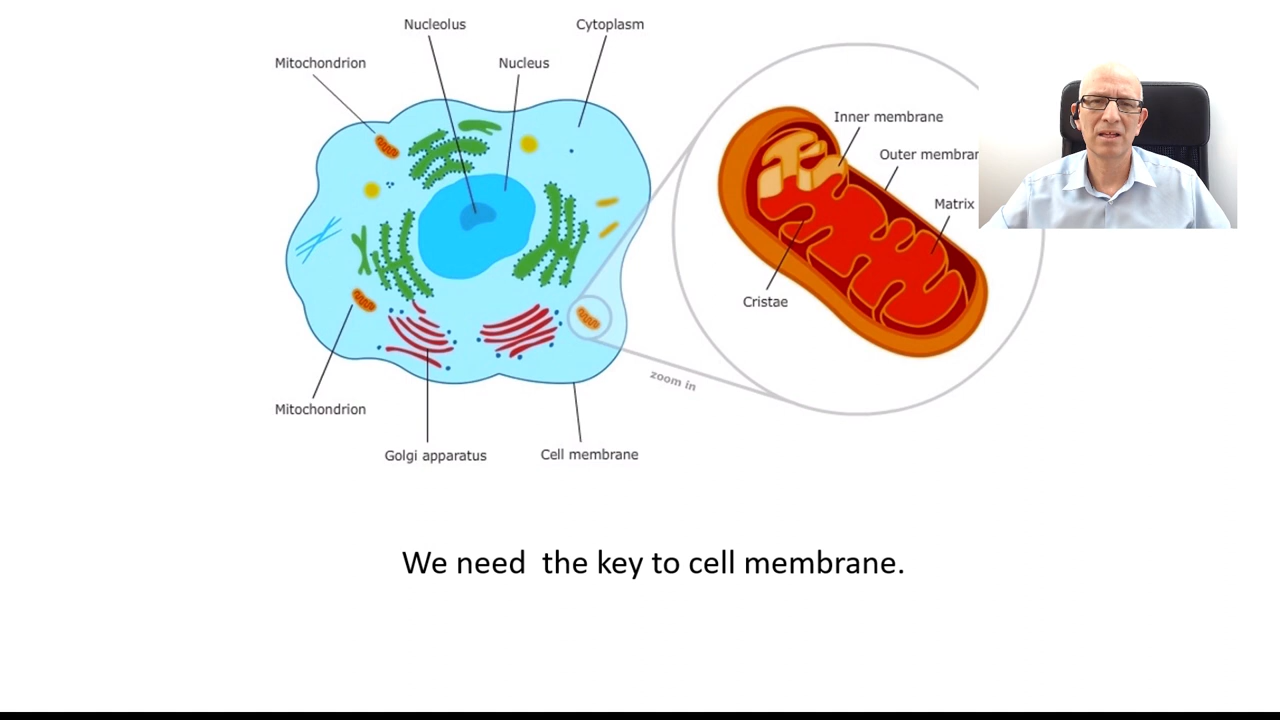 Nucleolus
Cytoplasm
Mitochondrion
Nucleus
Inner membrane
Outer membrar
Matrix
Cristae
zoom in
Mitochondrion
Golgi apparatus
Cell membrane
We need  the key to cell membrane.